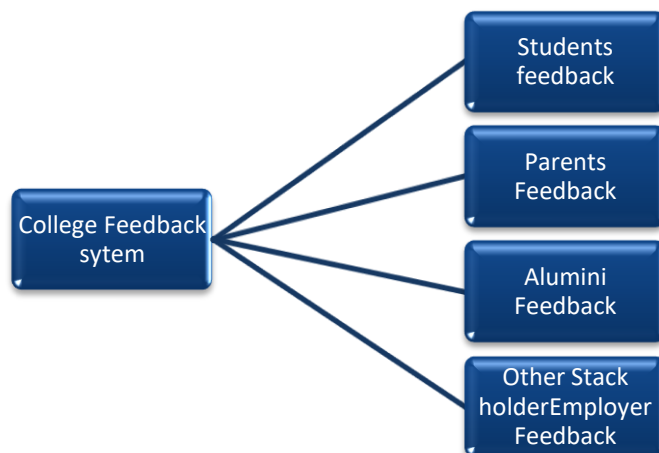 Students
feedback
Parents
Feedback
College Feedback
sytem
Alumini
Feedback
Other Stack
holderEmployer
Feedback